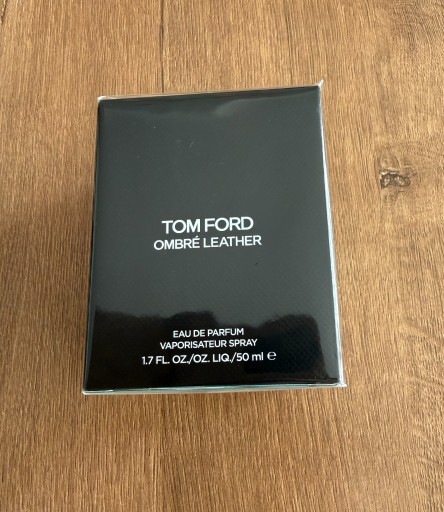 TOM FORD
OMBRÉ LEATHER
EAU DE PARFUM
VAPORISATEUR SPRAY
1.7 FL. OZ./OZ. LIQ./50 ml ℮